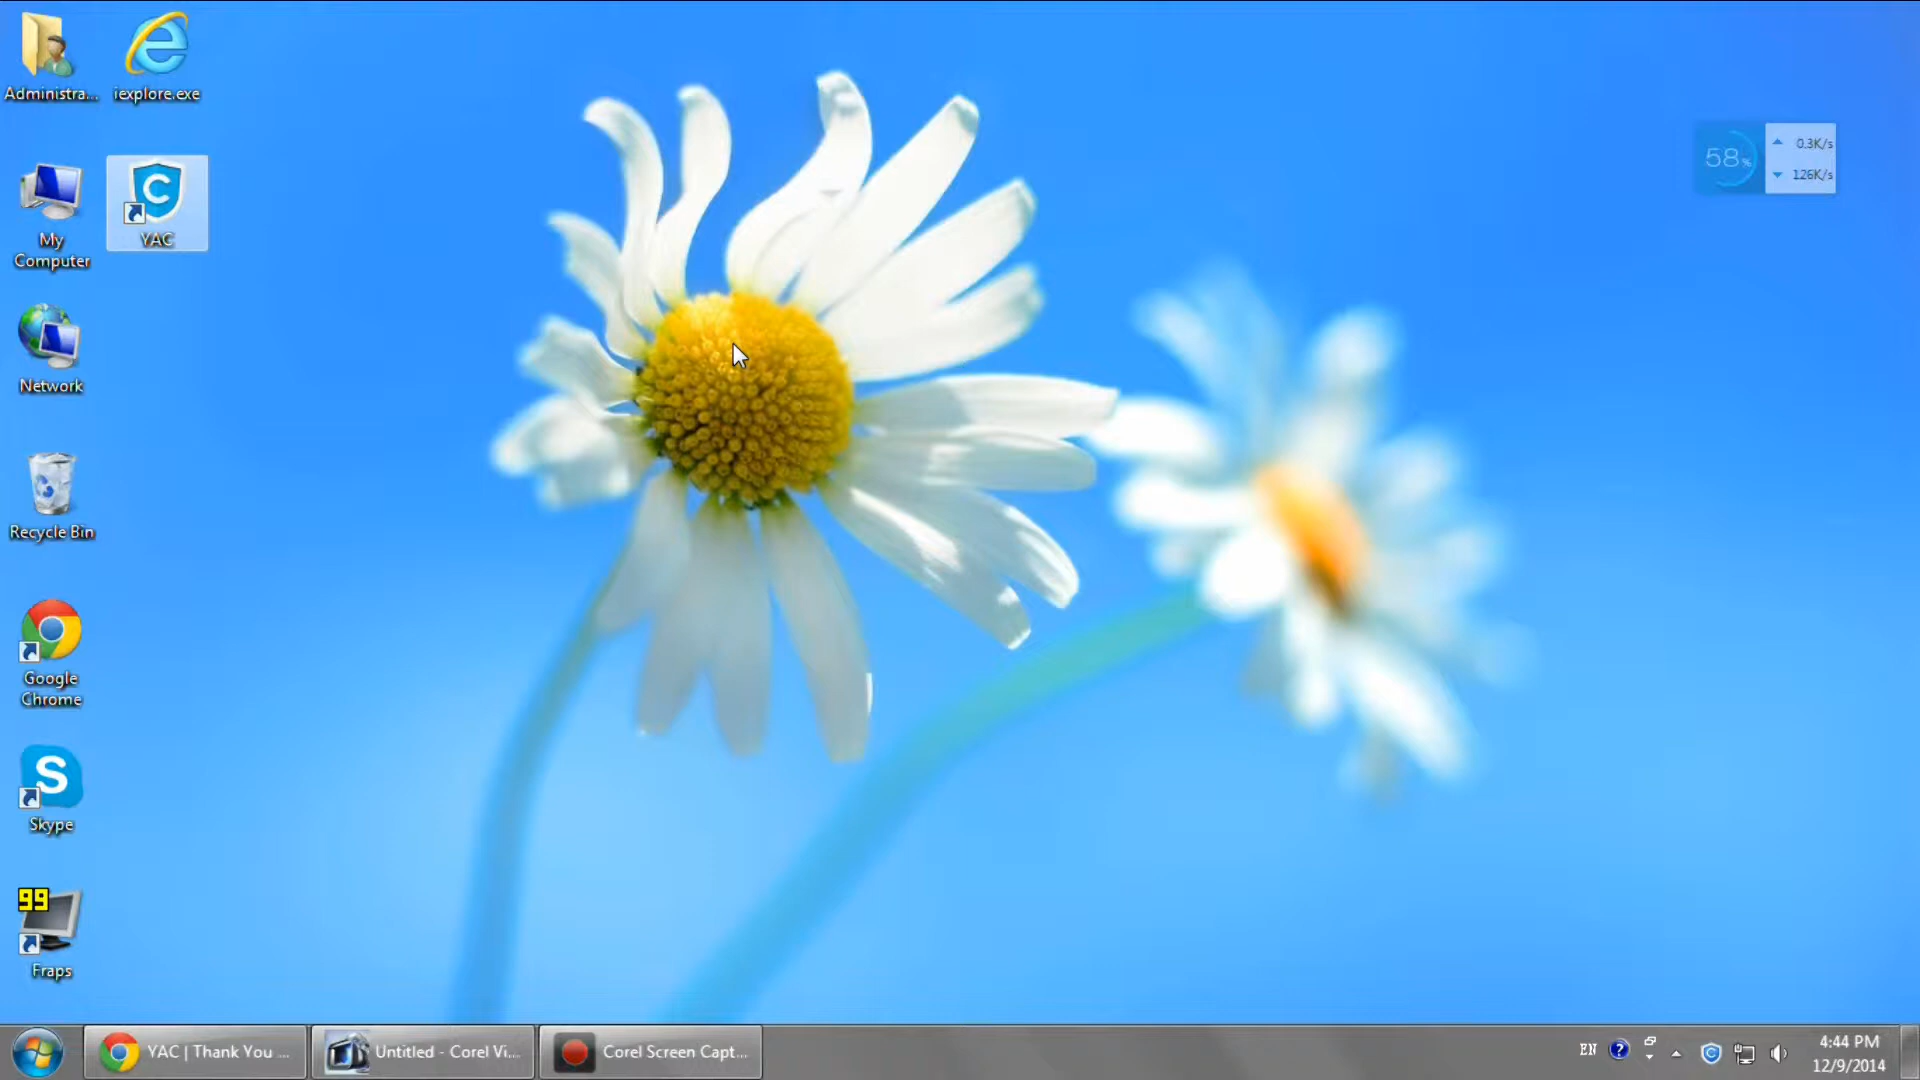 Administra...
iexplore.exe
My
Computer
C
YAC
Network
Recycle Bin
Google
Chrome
S
Skype
99
Fraps
58%
0.3K/s
126K/s
YAC | Thank You ...
Untitled - Corel Vi...
Corel Screen Capt...
EN
?
C
4:44 PM
12/9/2014